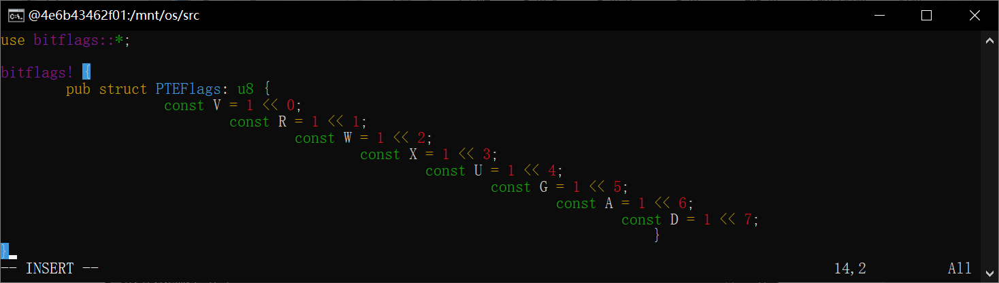 @4e6b43462f01:/mnt/os/src
use bitflags::*;
bitflags! {
pub struct PTEFlags: u8 {
const V = 1 << 0;
const R = 1 << 1;
const W = 1 << 2;
const X = 1 << 3;
const U = 1 << 4;
const G = 1 << 5;
const A = 1 << 6;
const D = 1 << 7;
}
}
-- INSERT -- 14,2 All